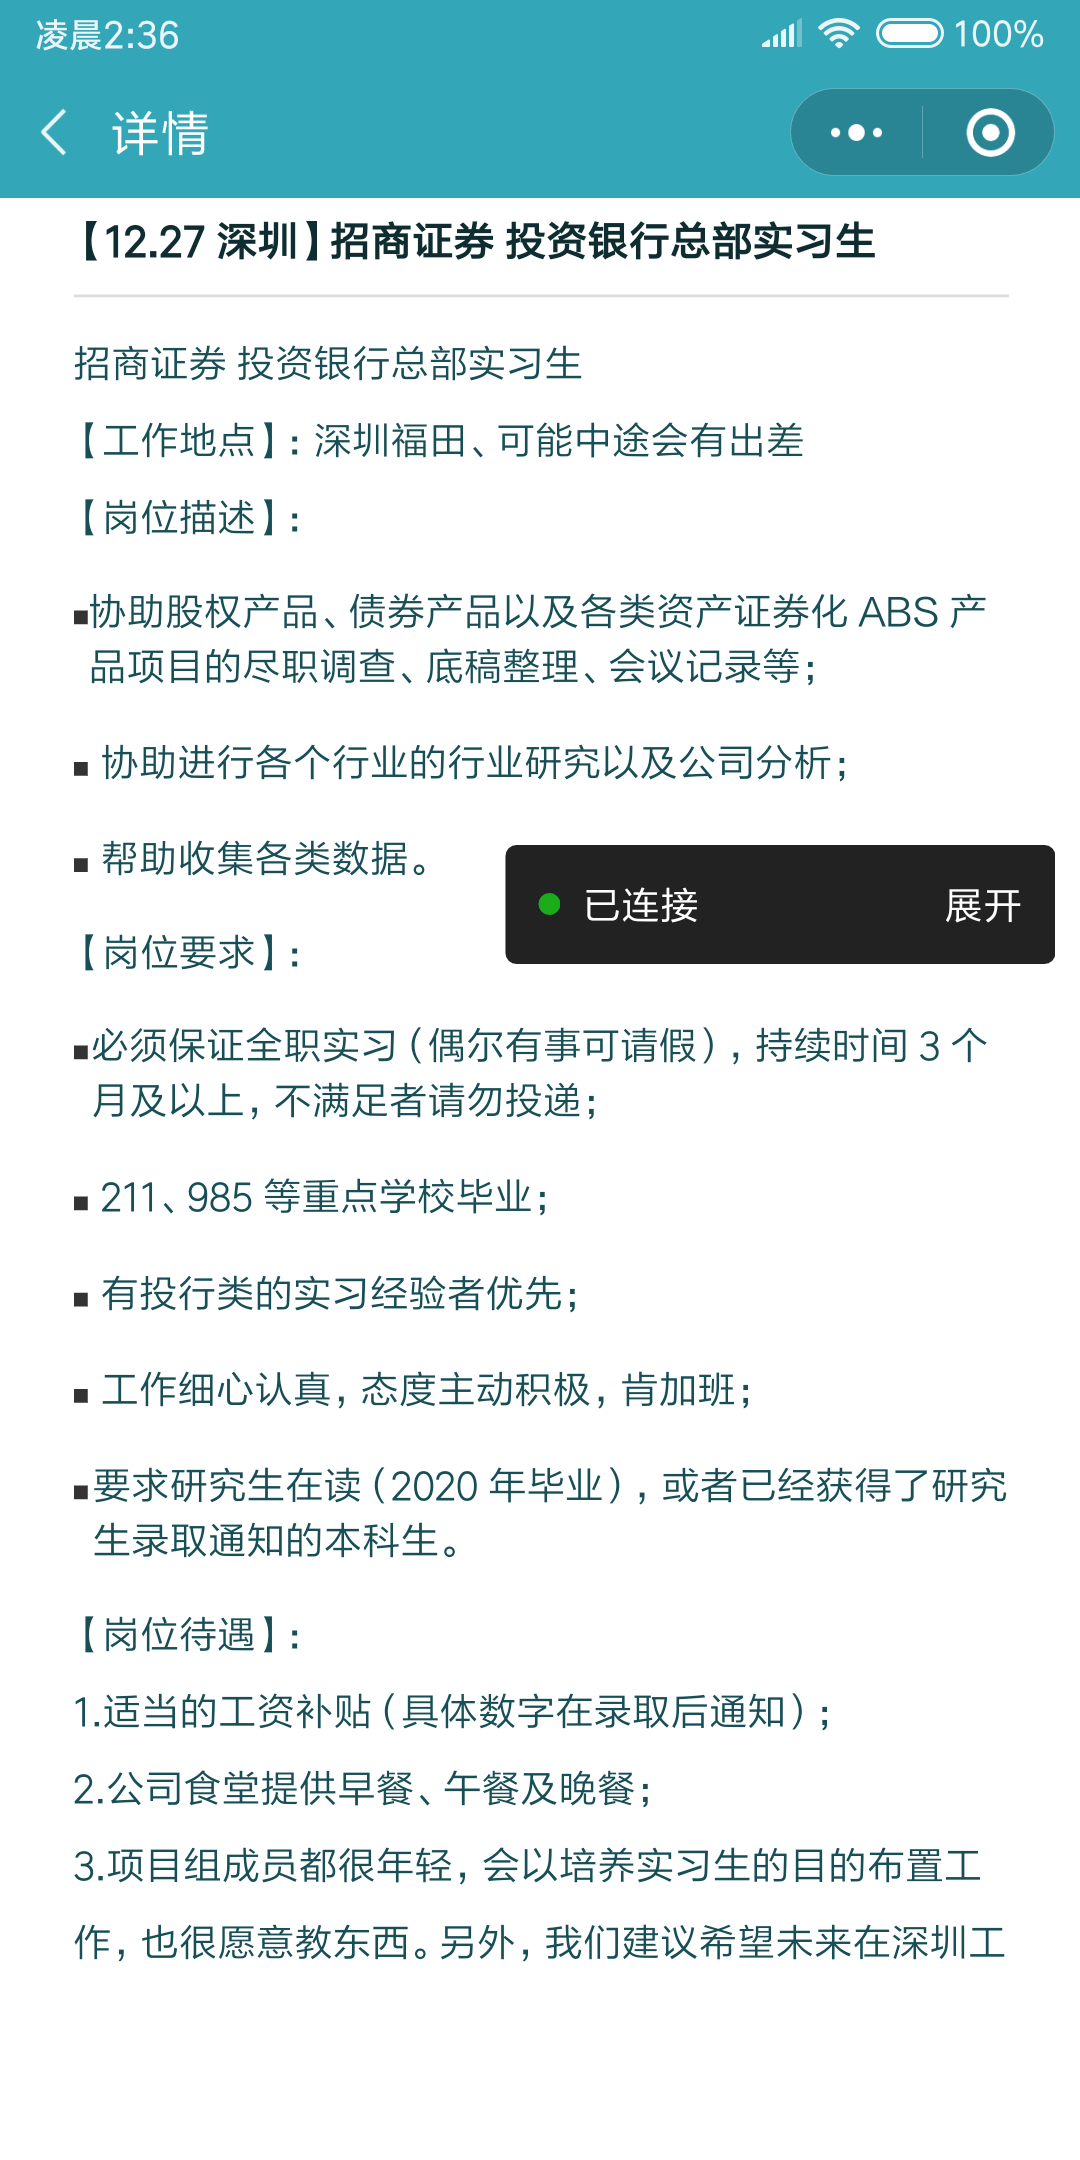 凌晨2:36
100%
详情
【12.27 深圳】招商证券 投资银行总部实习生
招商证券 投资银行总部实习生
【工作地点】：深圳福田、可能中途会有出差
【岗位描述】：
▪协助股权产品、债券产品以及各类资产证券化 ABS 产
品项目的尽职调查、底稿整理、会议记录等；
▪ 协助进行各个行业的行业研究以及公司分析；
▪ 帮助收集各类数据。
已连接 展开
【岗位要求】：
▪必须保证全职实习（偶尔有事可请假），持续时间 3 个
月及以上，不满足者请勿投递；
▪ 211、985 等重点学校毕业；
▪ 有投行类的实习经验者优先；
▪ 工作细心认真，态度主动积极，肯加班；
▪要求研究生在读（2020 年毕业），或者已经获得了研究
生录取通知的本科生。
【岗位待遇】：
1.适当的工资补贴（具体数字在录取后通知）；
2.公司食堂提供早餐、午餐及晚餐；
3.项目组成员都很年轻，会以培养实习生的目的布置工
作，也很愿意教东西。另外，我们建议希望未来在深圳工